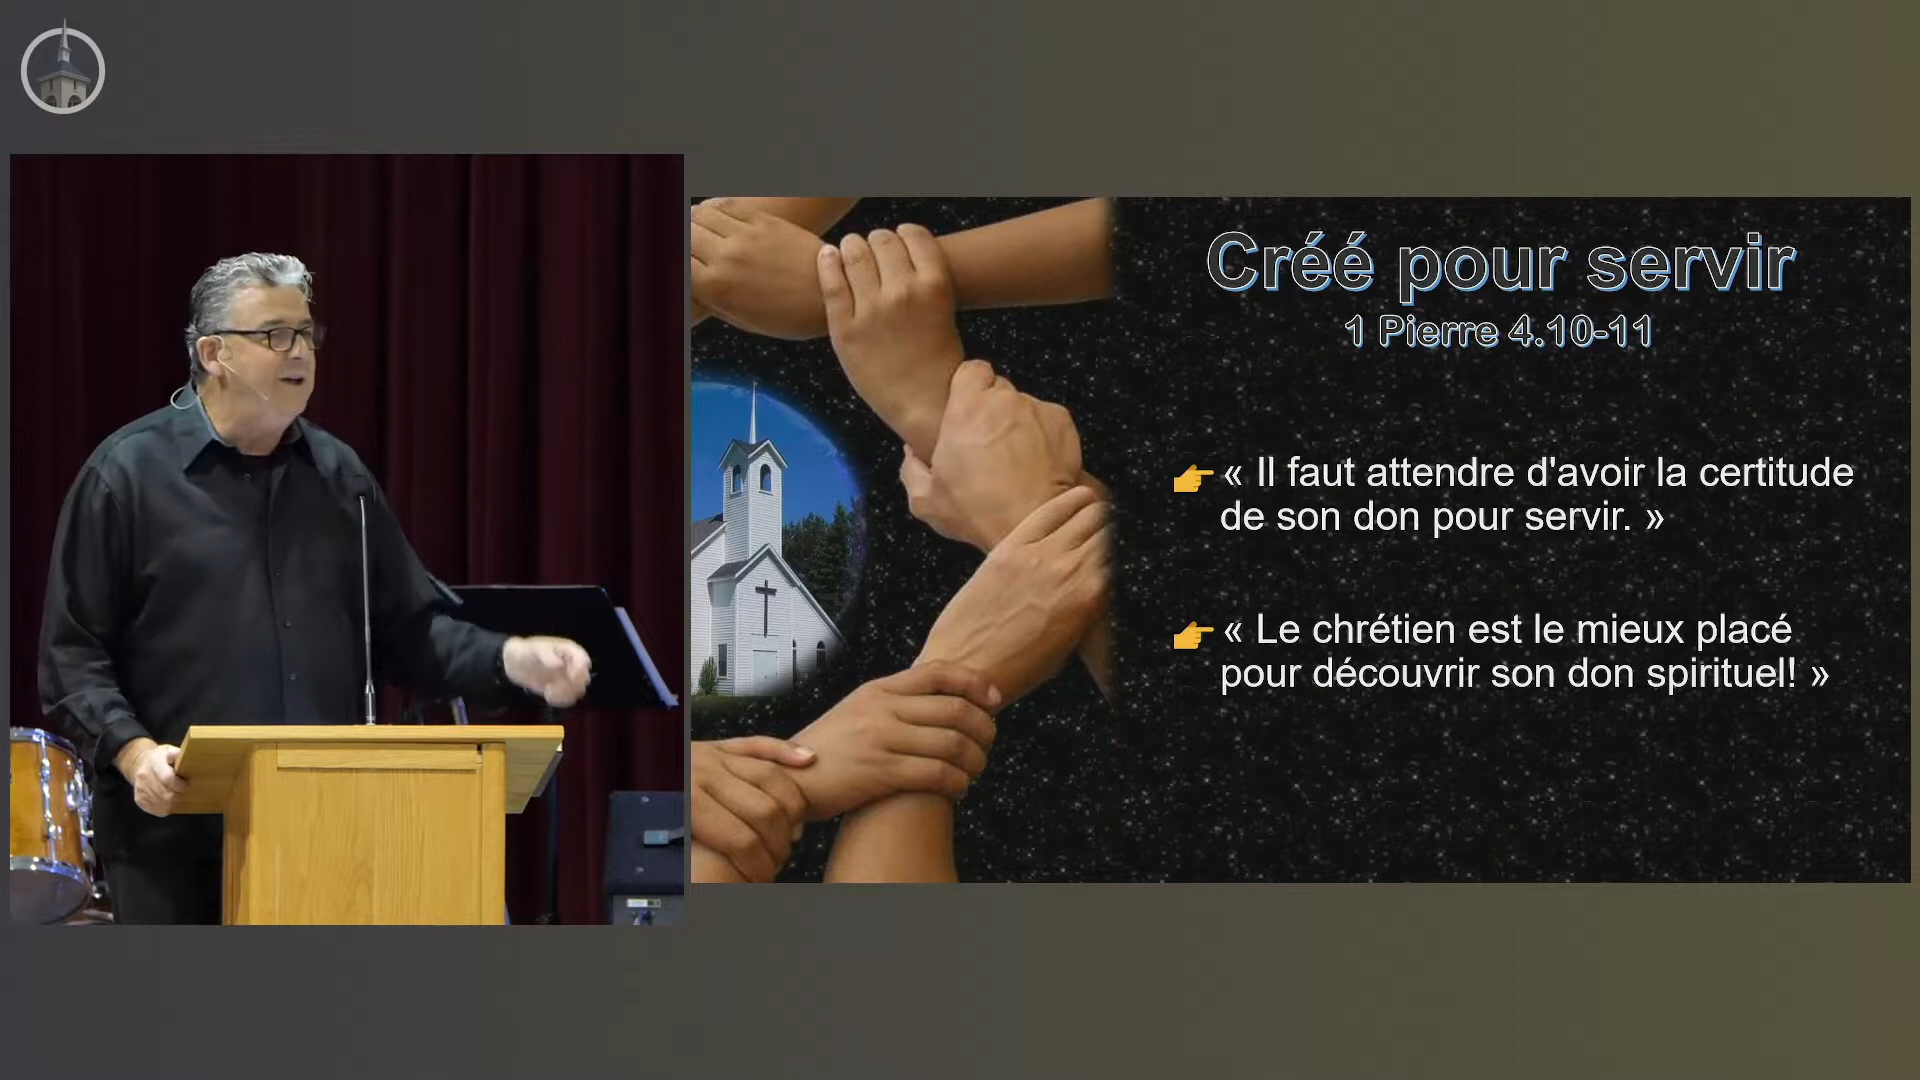 Créé pour servir
1 Pierre 4.10-11
👉 « Il faut attendre d'avoir la certitude
de son don pour servir. »
👉 « Le chrétien est le mieux placé
pour découvrir son don spirituel! »